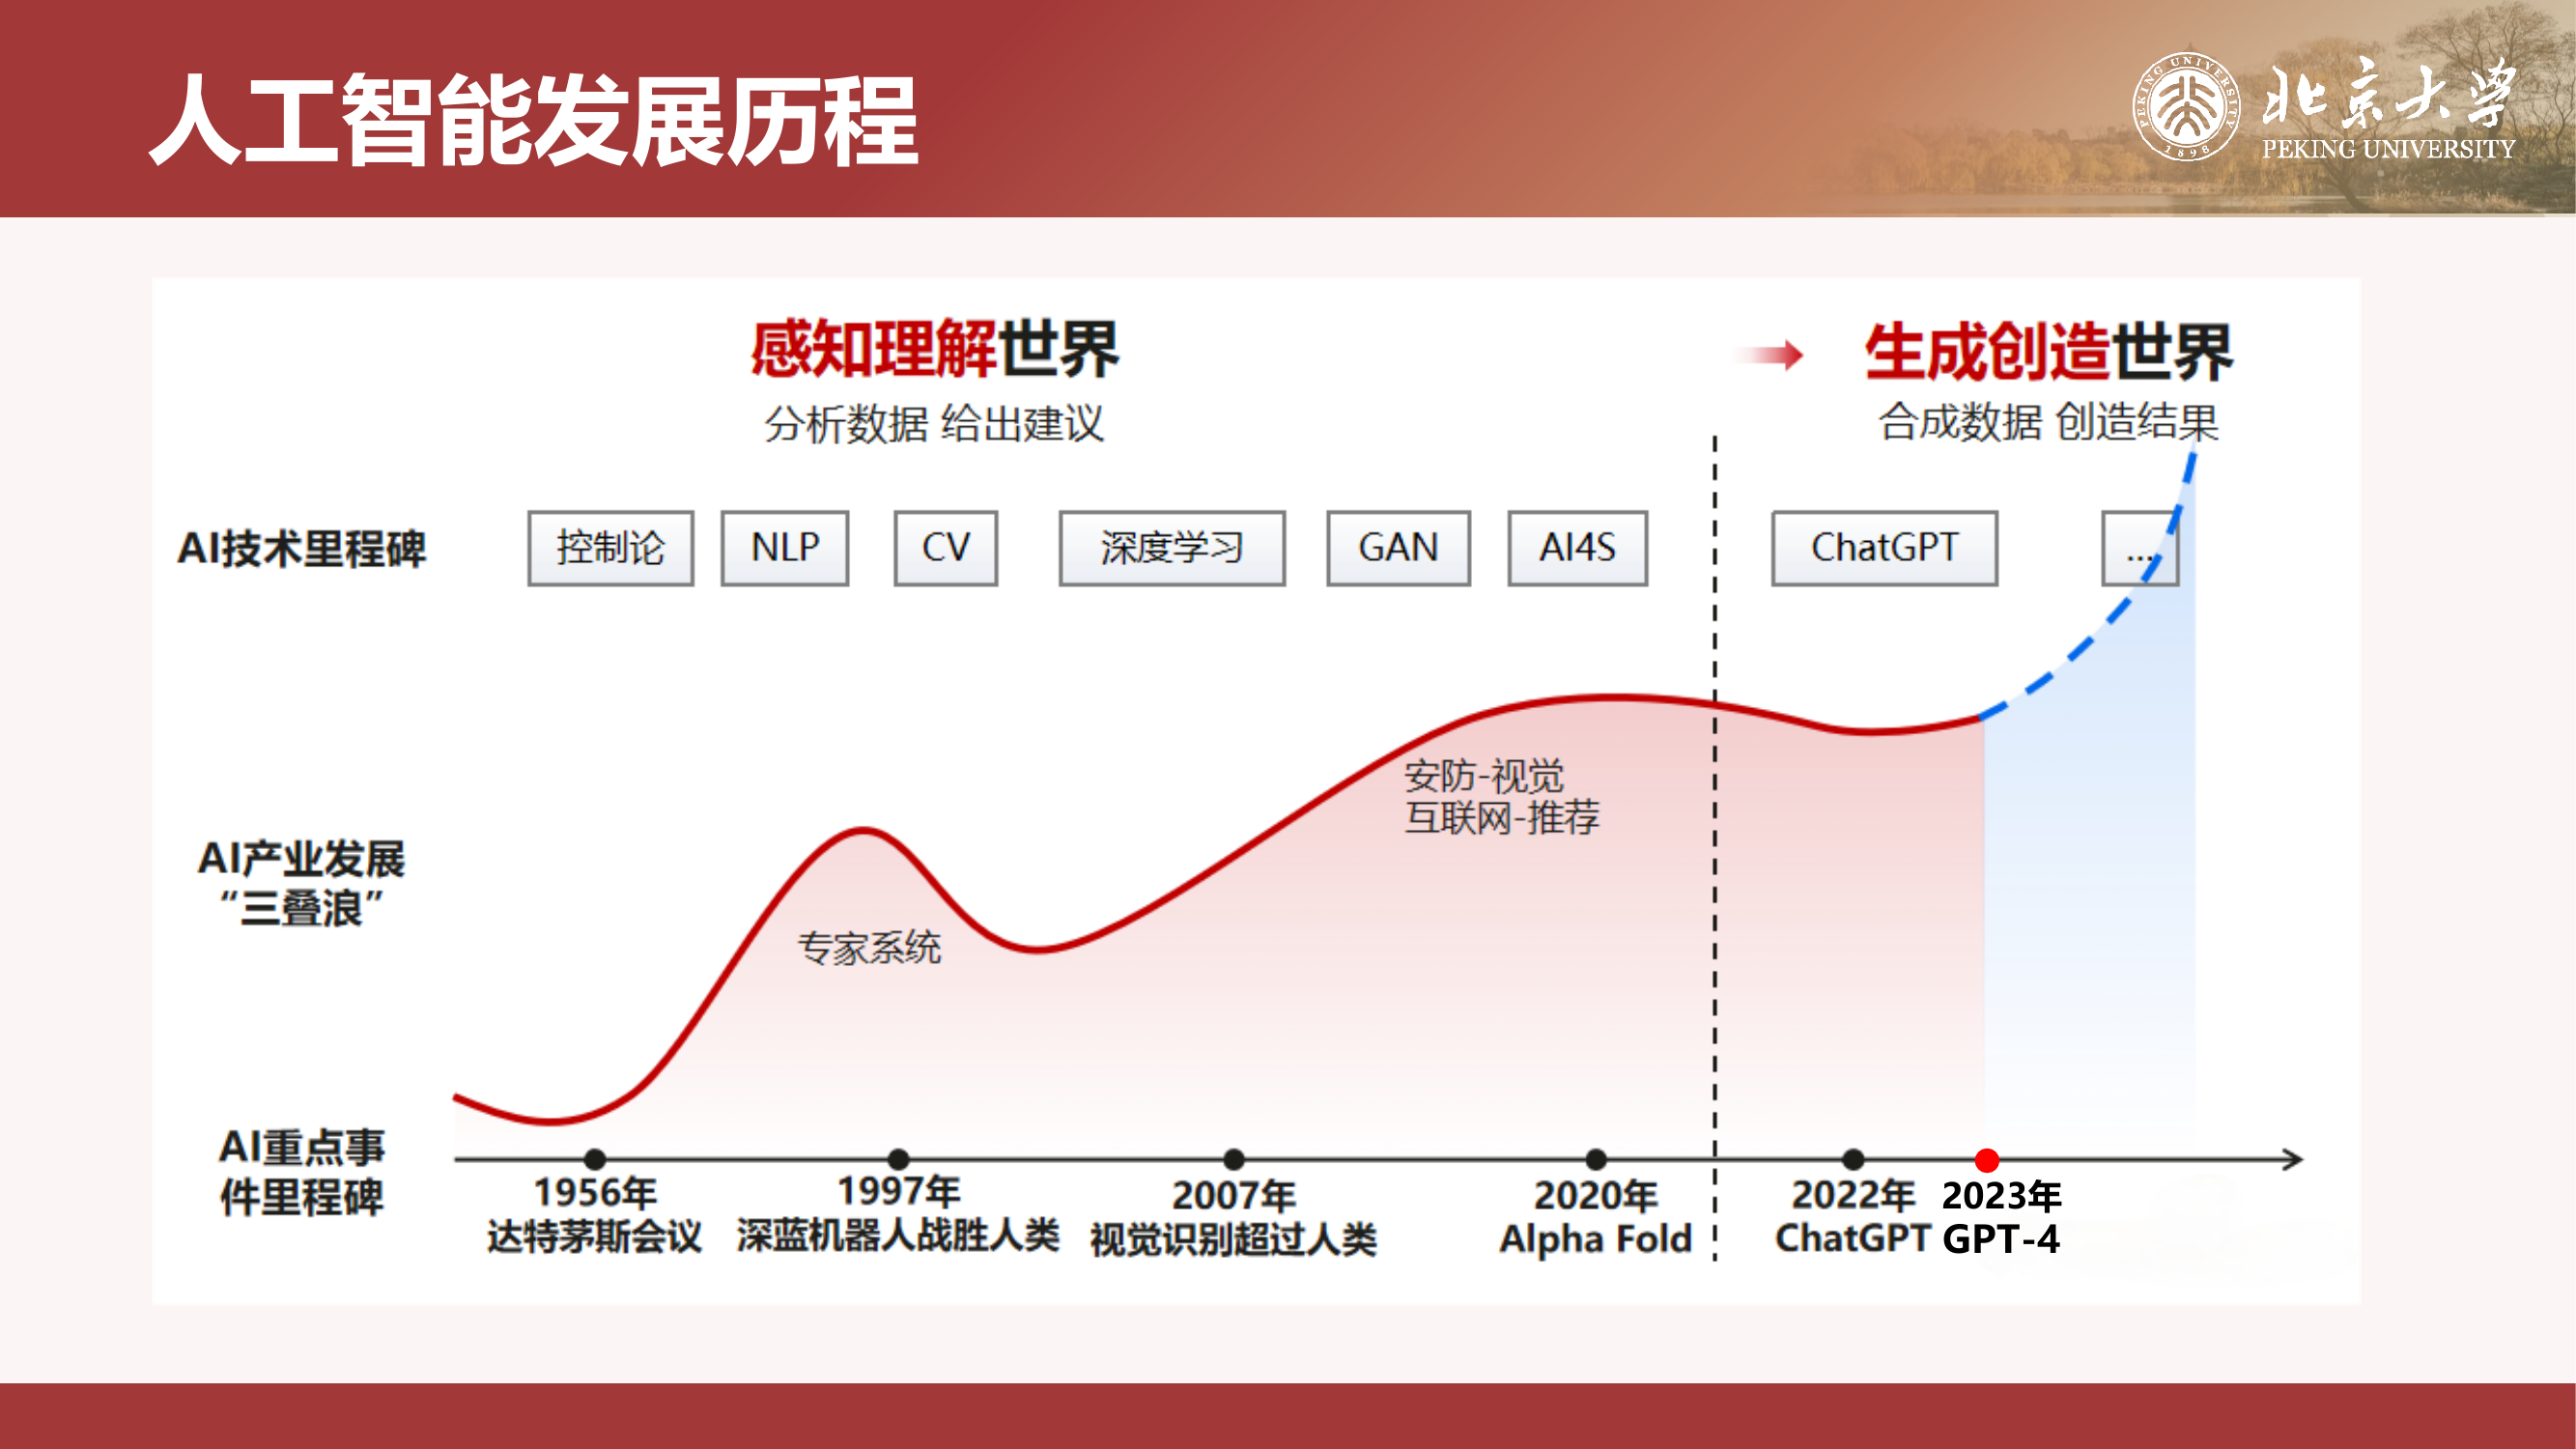 人工智能发展历程
PEKING UNIVERSITY
1898
北京大学
PEKING UNIVERSITY
感知理解世界
生成创造世界
分析数据 给出建议
合成数据 创造结果
AI技术里程碑
控制论
NLP
CV
深度学习
GAN
AI4S
ChatGPT
...
安防-视觉
互联网-推荐
AI产业发展
“三叠浪”
专家系统
AI重点事
件里程碑
1956年
达特茅斯会议
1997年
深蓝机器人战胜人类
2007年
视觉识别超过人类
2020年
Alpha Fold
2022年
ChatGPT
2023年
GPT-4